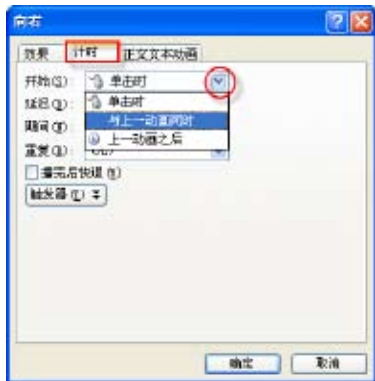 向右
效果 计时 正文文本动画
开始(S): 单击时
延迟(D): 单击时
期间(D): 与上一动画同时
重复(R): 上一动画之后
播完后快退(W)
触发器(T)
确定 取消